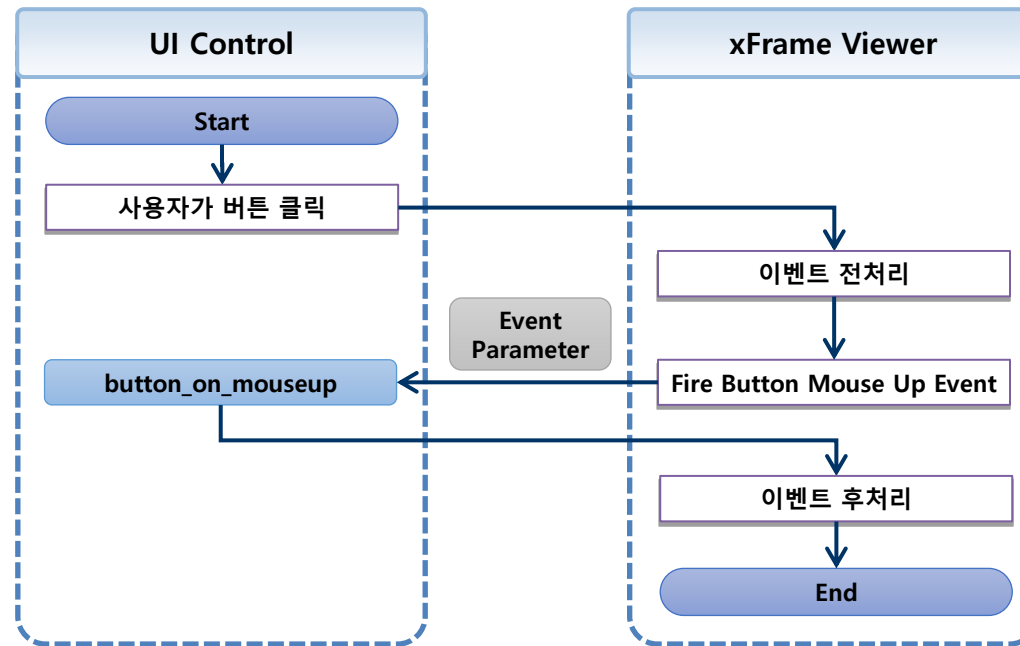 UI Control
xFrame Viewer
Start
사용자가 버튼 클릭
이벤트 전처리
Event
Parameter
button_on_mouseup
Fire Button Mouse Up Event
이벤트 후처리
End